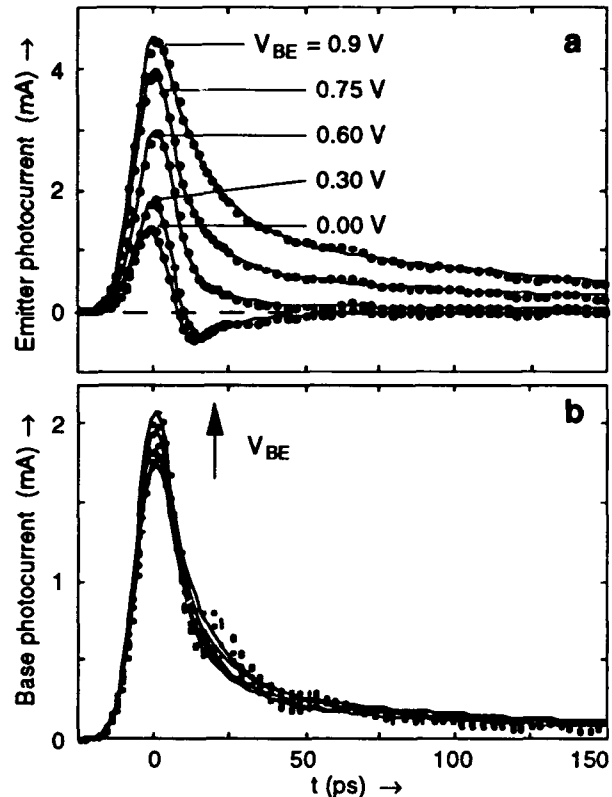 a
V_BE = 0.9 V
0.75 V
0.60 V
0.30 V
0.00 V
Emitter photocurrent (mA) →
4
2
0
b
V_BE
Base photocurrent (mA) →
2
1
0
0 50 100 150
t (ps) →